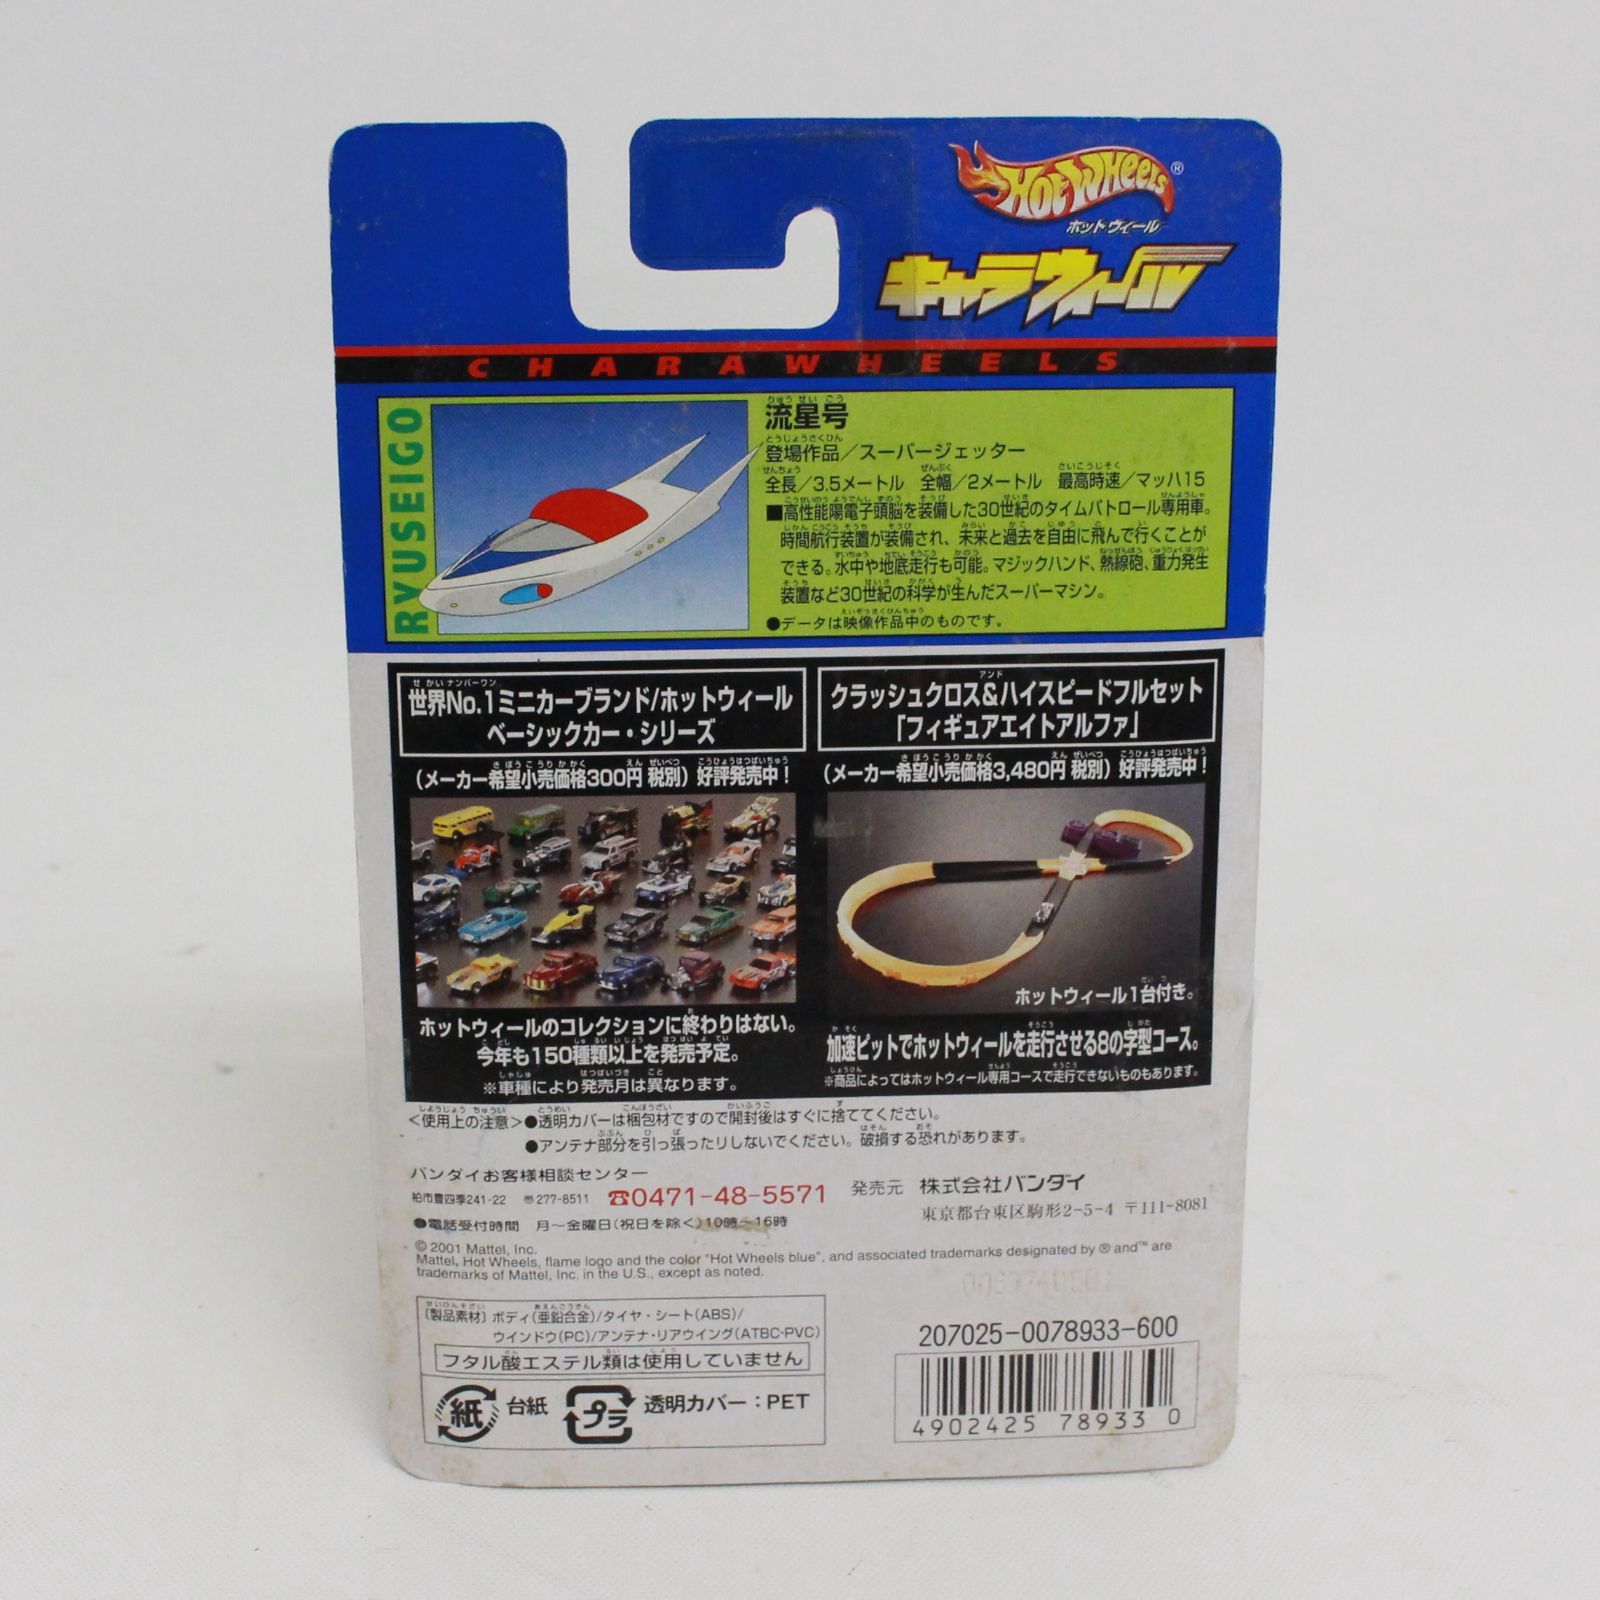 HOT WHEELS®
ホットウィール
キャラウィール
CHARAWHEELS
RYUSEIGO
流星号
登場作品/スーパージェッター
全長/3.5メートル 全幅/2メートル 最高時速/マッハ15
■高性能陽電子頭脳を装備した30世紀のタイムパトロール専用車。
時間航行装置が装備され、未来と過去を自由に飛んで行くことが
できる。水中や地底走行も可能。マジックハンド、熱線砲、重力発生
装置など30世紀の科学が生んだスーパーマシン。
●データは映像作品中のものです。
世界No.1ミニカーブランド/ホットウィール
ベーシックカー・シリーズ
(メーカー希望小売価格300円 税別) 好評発売中!
ホットウィールのコレクションに終わりはない。
今年も150種類以上を発売予定。
※車種により発売月は異なります。
クラッシュクロス&ハイスピードフルセット
「フィギュアエイトアルファ」
(メーカー希望小売価格3,480円 税別) 好評発売中!
ホットウィール1台付き。
加速ピットでホットウィールを走行させる8の字型コース。
※商品によってはホットウィール専用コースで走行できないものもあります。
<使用上の注意>●透明カバーは梱包材ですので開封後はすぐに捨ててください。
●アンテナ部分を引っ張ったりしないでください。破損する恐れがあります。
バンダイお客様相談センター
柏市豊四季241-22 〠277-8511 ☎0471-48-5571
●電話受付時間 月~金曜日(祝日を除く)10時~16時
発売元 株式会社バンダイ
東京都台東区駒形2-5-4 〒111-8081
© 2001 Mattel, Inc.
Mattel, Hot Wheels, flame logo and the color "Hot Wheels blue", and associated trademarks designated by ® and ™ are
trademarks of Mattel, Inc. in the U.S., except as noted.
〔製品素材〕ボディ(亜鉛合金)/タイヤ・シート(ABS)/
ウインドウ(PC)/アンテナ・リアウイング(ATBC-PVC)
フタル酸エステル類は使用していません
紙 台紙 プラ 透明カバー:PET
207025-0078933-600
4902425 78933 0